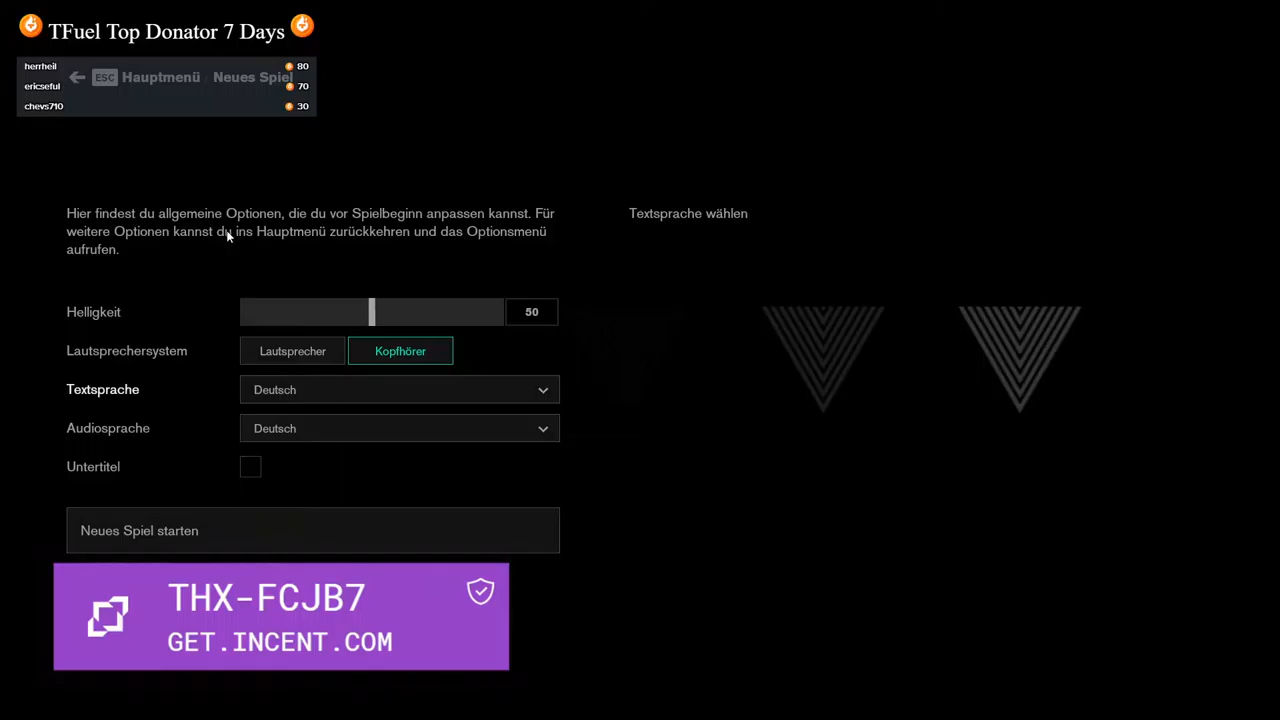 TFuel Top Donator 7 Days
herrheil 80
ESC Hauptmenü Neues Spiel
ericseful 70
chevs710 30
Hier findest du allgemeine Optionen, die du vor Spielbeginn anpassen kannst. Für
weitere Optionen kannst du ins Hauptmenü zurückkehren und das Optionsmenü
aufrufen.
Textsprache wählen
Helligkeit 50
Lautsprechersystem Lautsprecher Kopfhörer
Textsprache Deutsch
Audiosprache Deutsch
Untertitel
Neues Spiel starten
THX-FCJB7
GET.INCENT.COM